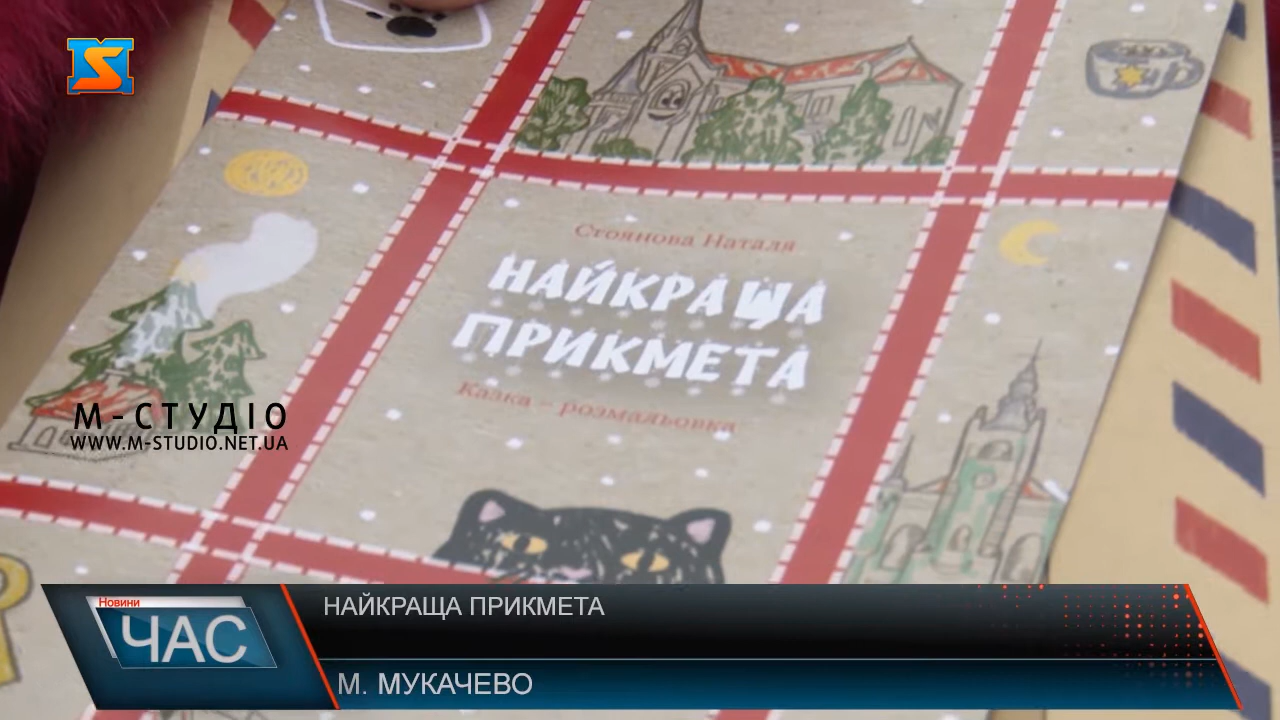 Стоянова Наталя
НАЙКРАЩА
ПРИКМЕТА
Казка – розмальовка
М-СТУДІО
WWW.M-STUDIO.NET.UA
Новини
ЧАС
НАЙКРАЩА ПРИКМЕТА
М. МУКАЧЕВО